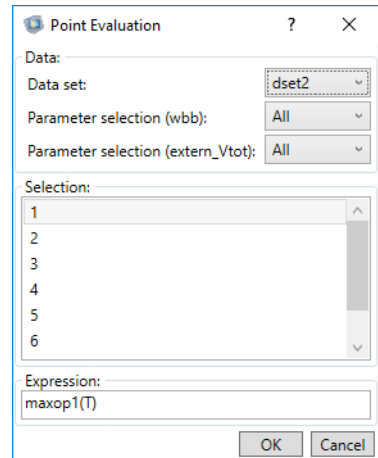 Point Evaluation
Data:
Data set: dset2
Parameter selection (wbb): All
Parameter selection (extern_Vtot): All
Selection:
1
2
3
4
5
6
Expression:
maxop1(T)
OK Cancel